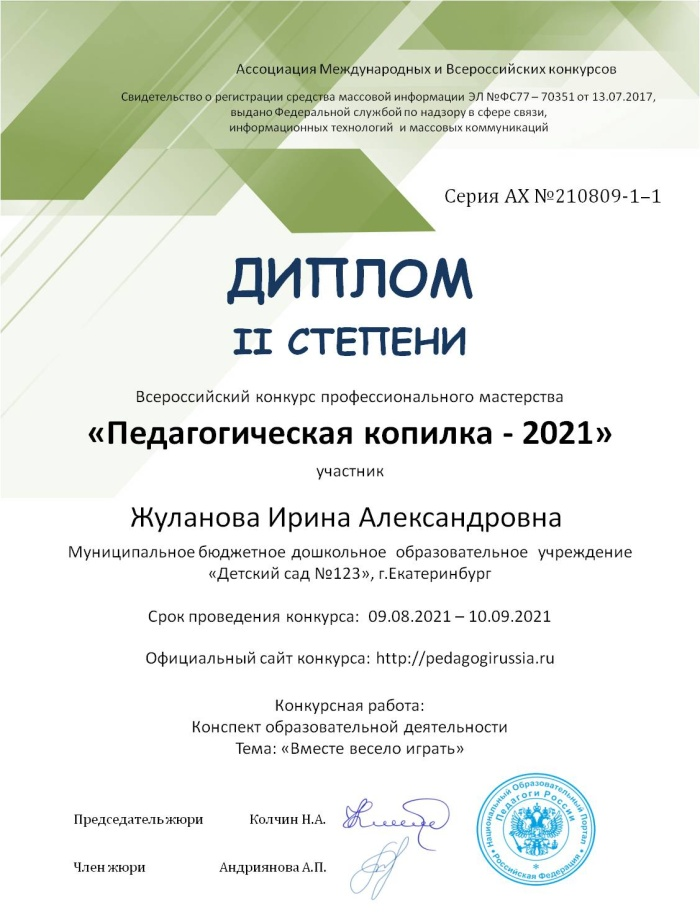 Ассоциация Международных и Всероссийских конкурсов
Свидетельство о регистрации средства массовой информации ЭЛ №ФС77 – 70351 от 13.07.2017,
выдано Федеральной службой по надзору в сфере связи,
информационных технологий и массовых коммуникаций
Серия АХ №210809-1–1
ДИПЛОМ
II СТЕПЕНИ
Всероссийский конкурс профессионального мастерства
«Педагогическая копилка - 2021»
участник
Жуланова Ирина Александровна
Муниципальное бюджетное дошкольное образовательное учреждение
«Детский сад №123», г.Екатеринбург
Срок проведения конкурса: 09.08.2021 – 10.09.2021
Официальный сайт конкурса: http://pedagogirussia.ru
Конкурсная работа:
Конспект образовательной деятельности
Тема: «Вместе весело играть»
Председатель жюри Колчин Н.А.
Член жюри Андриянова А.П.
Национальный Образовательный Портал
Педагоги России
Российская Федерация